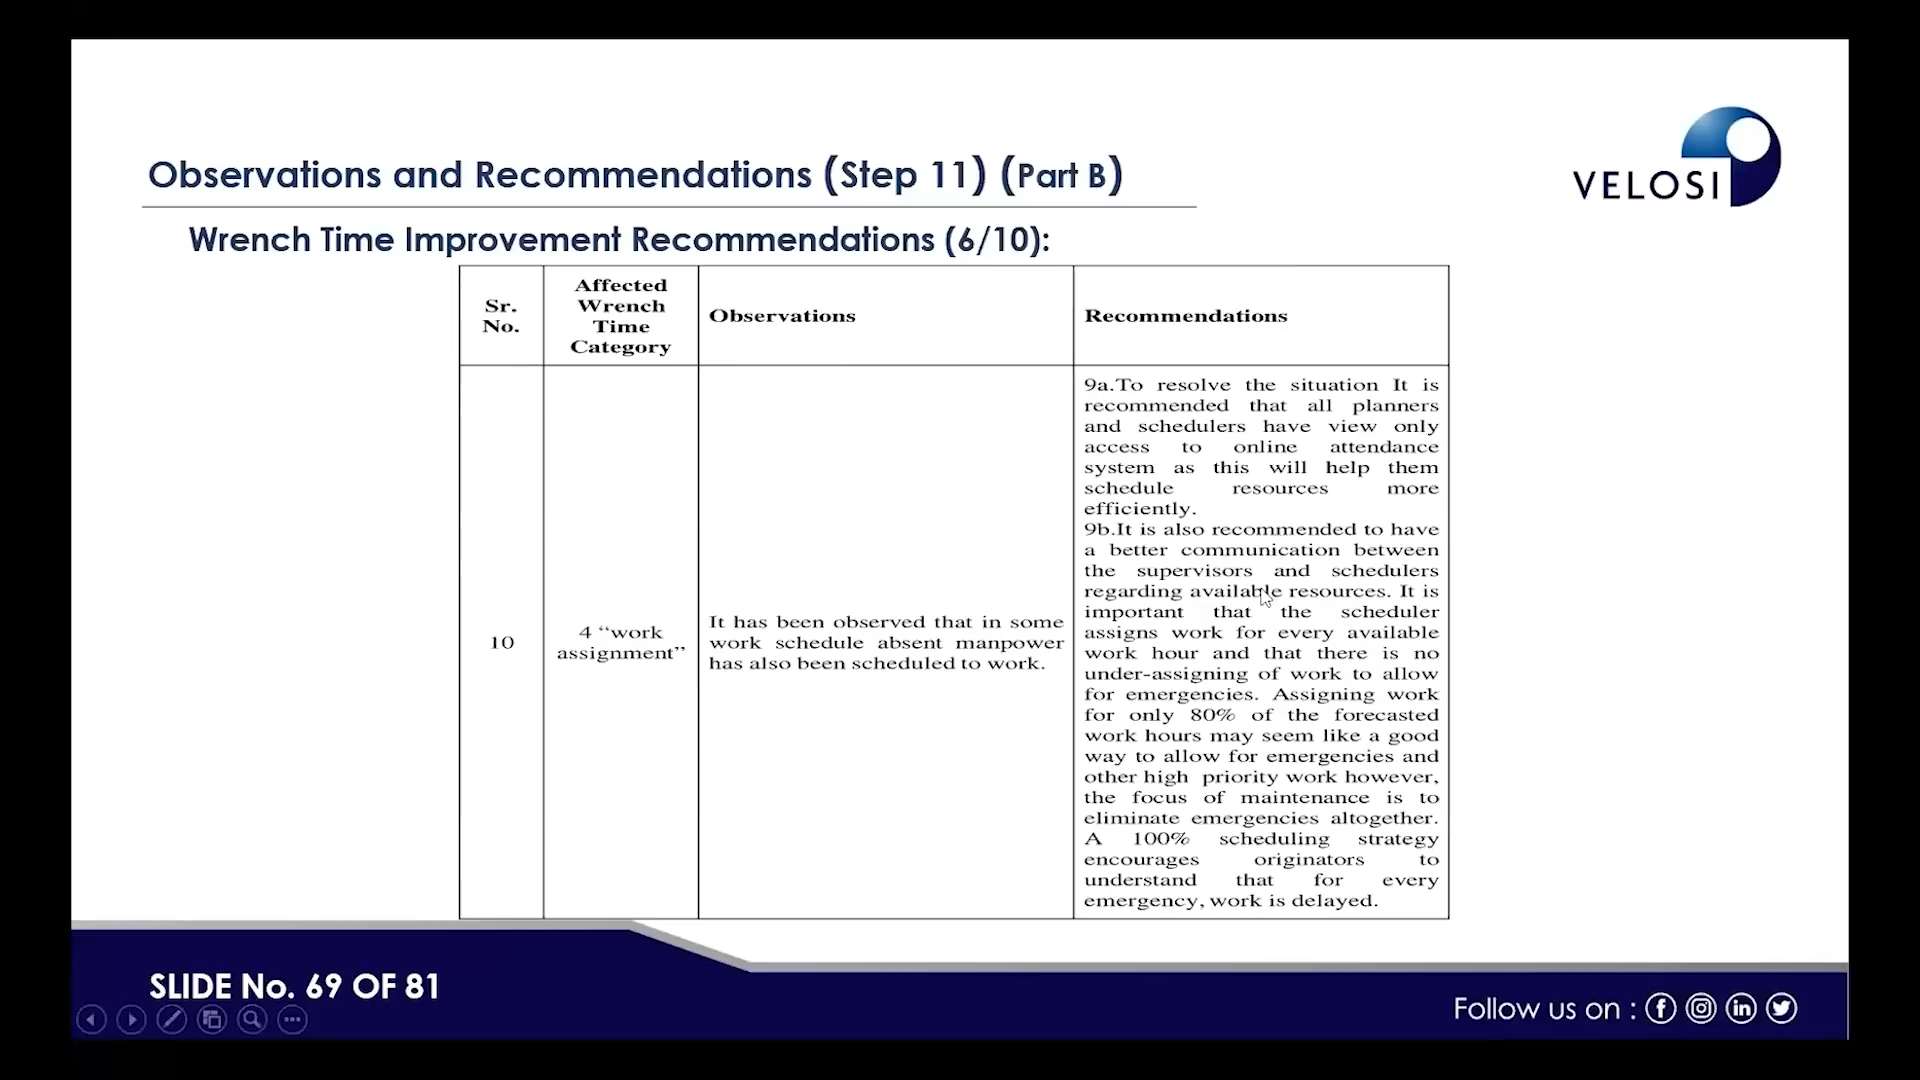 Observations and Recommendations (Step 11) (Part B)
VELOSI
Wrench Time Improvement Recommendations (6/10):
Sr. No.
Affected Wrench Time Category
Observations
Recommendations
10
4 “work assignment”
It has been observed that in some
work schedule absent manpower
has also been scheduled to work.
9a.To resolve the situation It is
recommended that all planners
and schedulers have view only
access to online attendance
system as this will help them
schedule resources more
efficiently.
9b.It is also recommended to have
a better communication between
the supervisors and schedulers
regarding available resources. It is
important that the scheduler
assigns work for every available
work hour and that there is no
under-assigning of work to allow
for emergencies. Assigning work
for only 80% of the forecasted
work hours may seem like a good
way to allow for emergencies and
other high priority work however,
the focus of maintenance is to
eliminate emergencies altogether.
A 100% scheduling strategy
encourages originators to
understand that for every
emergency, work is delayed.
SLIDE No. 69 OF 81
Follow us on :